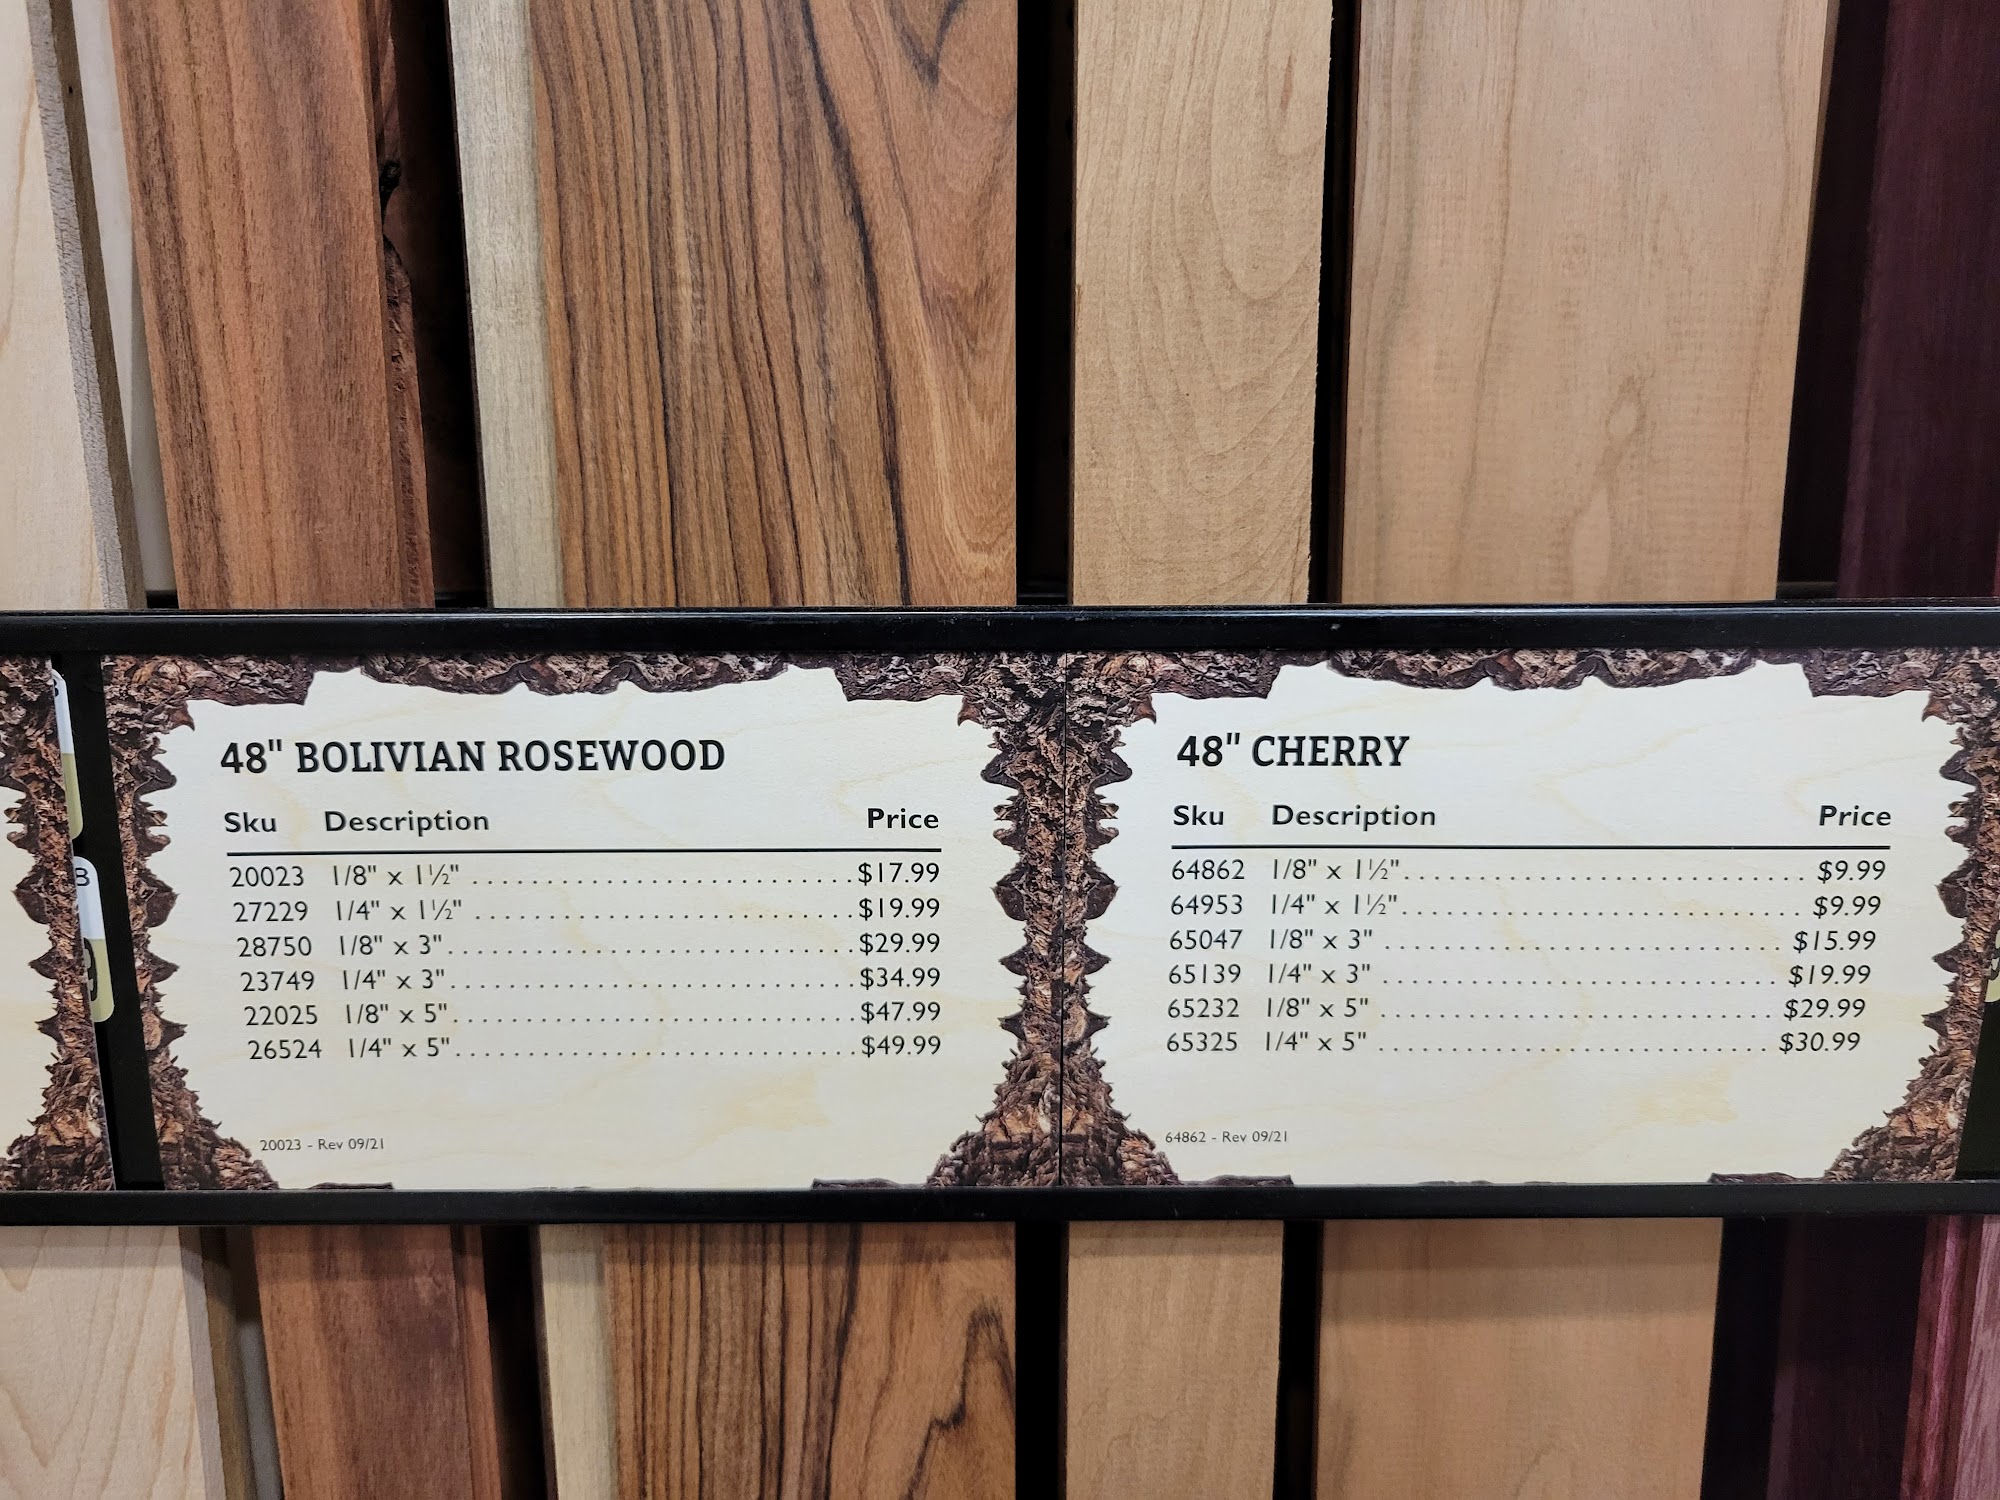 48" BOLIVIAN ROSEWOOD
Sku Description Price
20023 1/8" x 1½" $17.99
27229 1/4" x 1½" $19.99
28750 1/8" x 3" $29.99
23749 1/4" x 3" $34.99
22025 1/8" x 5" $47.99
26524 1/4" x 5" $49.99
20023 - Rev 09/21
48" CHERRY
Sku Description Price
64862 1/8" x 1½" $9.99
64953 1/4" x 1½" $9.99
65047 1/8" x 3" $15.99
65139 1/4" x 3" $19.99
65232 1/8" x 5" $29.99
65325 1/4" x 5" $30.99
64862 - Rev 09/21